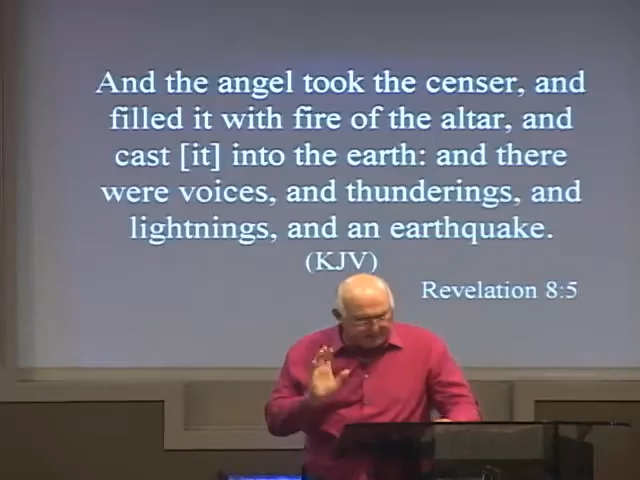 And the angel took the censer, and
filled it with fire of the altar, and
cast [it] into the earth: and there
were voices, and thunderings, and
lightnings, and an earthquake.
(KJV)
Revelation 8:5